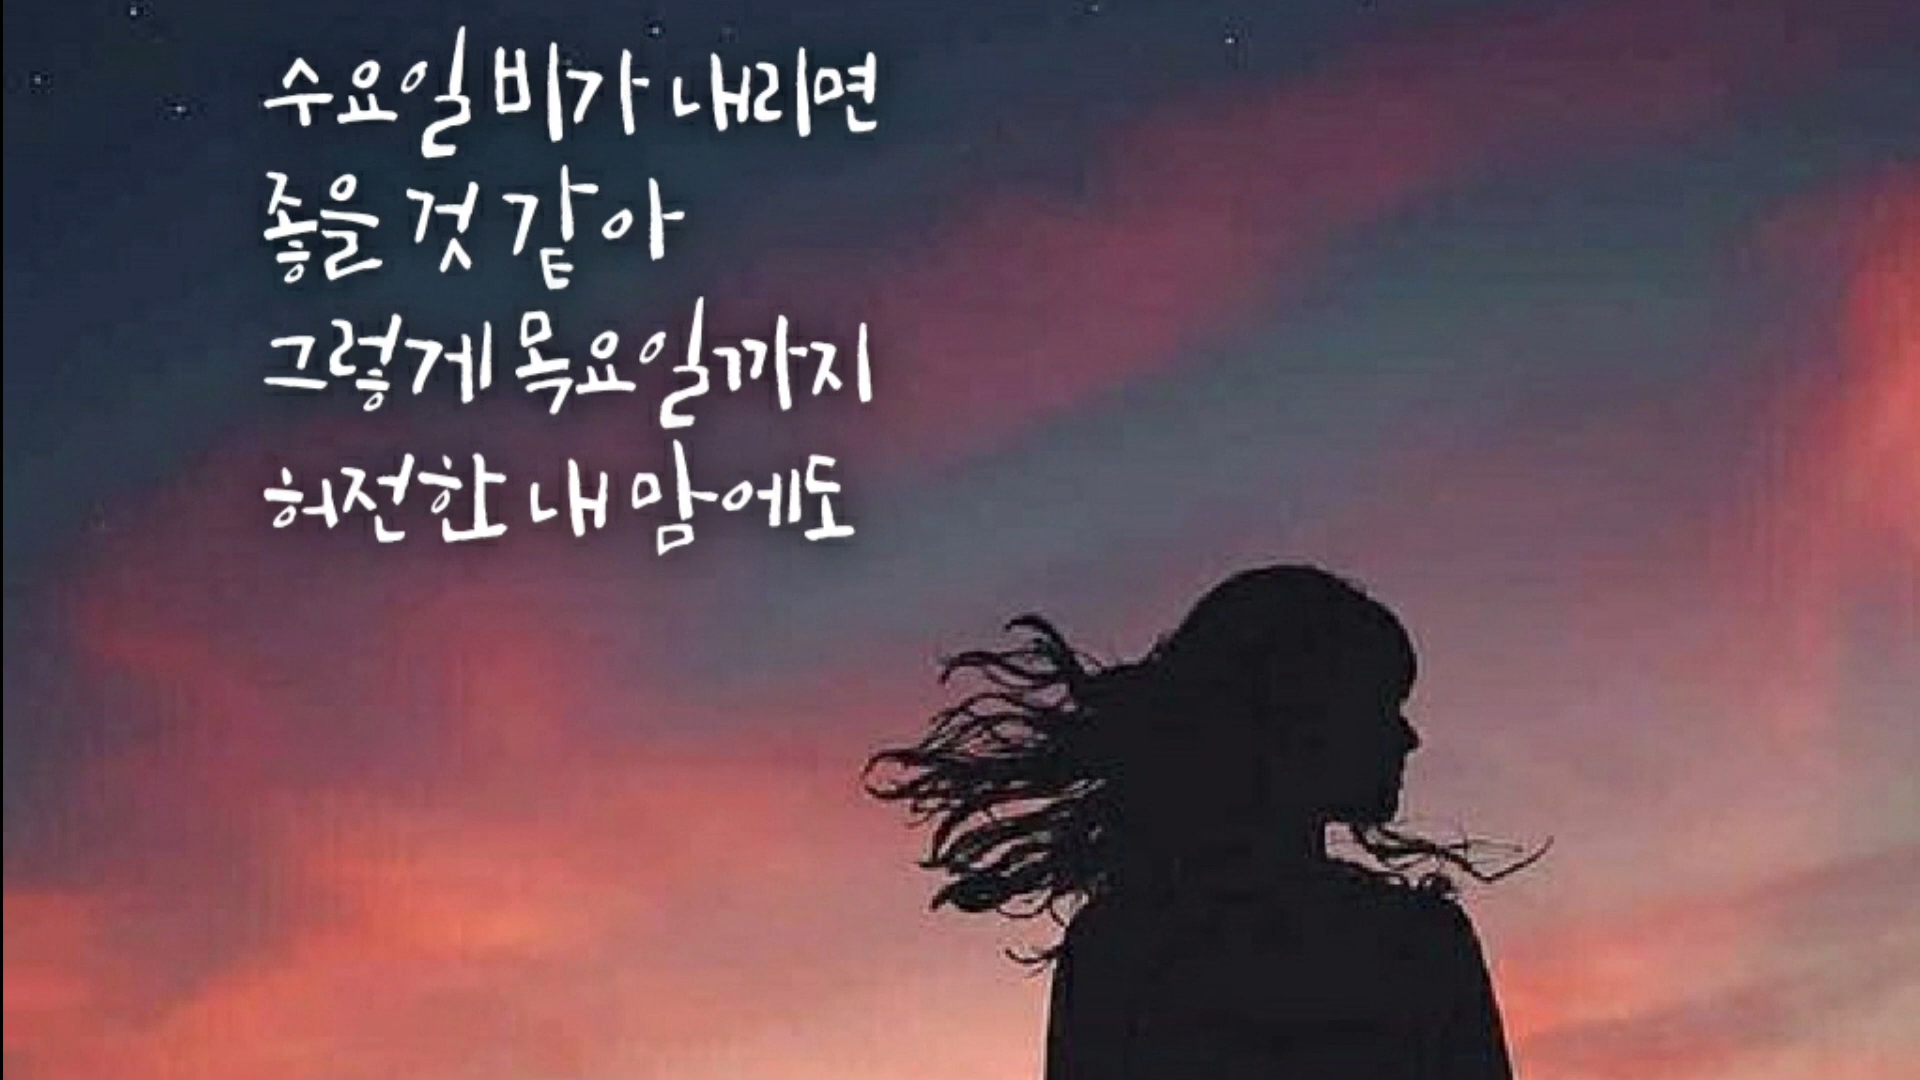 수요일 비가 내리면
좋을 것 같아
그렇게 목요일까지
허전한 내 맘에도